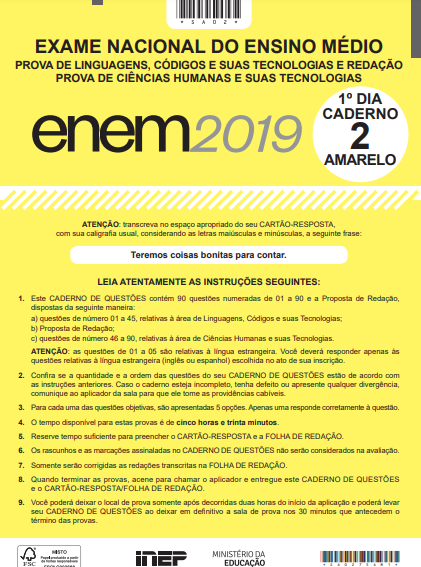 *SA02*
EXAME NACIONAL DO ENSINO MÉDIO
PROVA DE LINGUAGENS, CÓDIGOS E SUAS TECNOLOGIAS E REDAÇÃO
PROVA DE CIÊNCIAS HUMANAS E SUAS TECNOLOGIAS
enem2019
1º DIA
CADERNO
2
AMARELO
ATENÇÃO: transcreva no espaço apropriado do seu CARTÃO-RESPOSTA,
com sua caligrafia usual, considerando as letras maiúsculas e minúsculas, a seguinte frase:
Teremos coisas bonitas para contar.
LEIA ATENTAMENTE AS INSTRUÇÕES SEGUINTES:
1. Este CADERNO DE QUESTÕES contém 90 questões numeradas de 01 a 90 e a Proposta de Redação,
dispostas da seguinte maneira:
a) questões de número 01 a 45, relativas à área de Linguagens, Códigos e suas Tecnologias;
b) Proposta de Redação;
c) questões de número 46 a 90, relativas à área de Ciências Humanas e suas Tecnologias.
ATENÇÃO: as questões de 01 a 05 são relativas à língua estrangeira. Você deverá responder apenas às
questões relativas à língua estrangeira (inglês ou espanhol) escolhida no ato de sua inscrição.
2. Confira se a quantidade e a ordem das questões do seu CADERNO DE QUESTÕES estão de acordo com
as instruções anteriores. Caso o caderno esteja incompleto, tenha defeito ou apresente qualquer divergência,
comunique ao aplicador da sala para que ele tome as providências cabíveis.
3. Para cada uma das questões objetivas, são apresentadas 5 opções. Apenas uma responde corretamente à questão.
4. O tempo disponível para estas provas é de cinco horas e trinta minutos.
5. Reserve tempo suficiente para preencher o CARTÃO-RESPOSTA e a FOLHA DE REDAÇÃO.
6. Os rascunhos e as marcações assinaladas no CADERNO DE QUESTÕES não serão considerados na avaliação.
7. Somente serão corrigidas as redações transcritas na FOLHA DE REDAÇÃO.
8. Quando terminar as provas, acene para chamar o aplicador e entregue este CADERNO DE QUESTÕES
e o CARTÃO-RESPOSTA/FOLHA DE REDAÇÃO.
9. Você poderá deixar o local de prova somente após decorridas duas horas do início da aplicação e poderá levar
seu CADERNO DE QUESTÕES ao deixar em definitivo a sala de prova nos 30 minutos que antecedem o
término das provas.
FSC
MISTO
Papel produzido a partir
de fontes responsáveis
INEP
MINISTÉRIO DA
EDUCAÇÃO